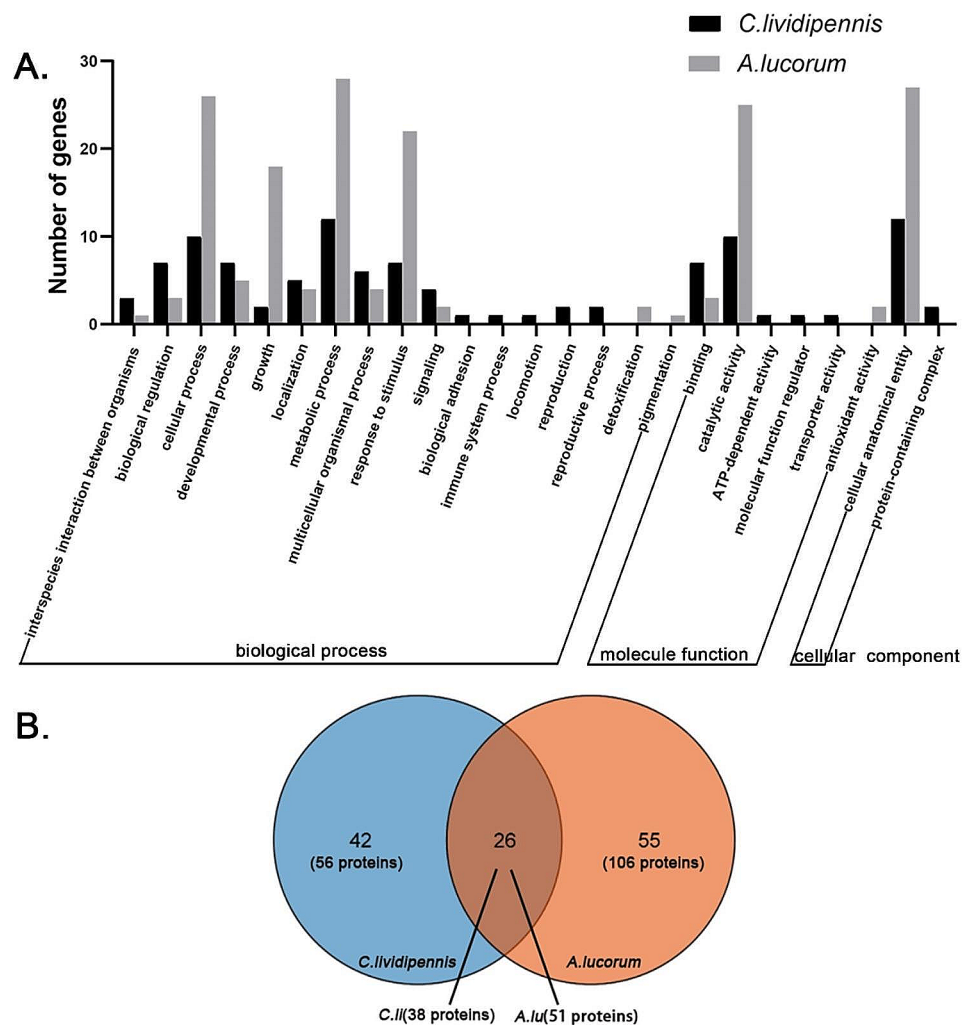 C.lividipennis
A.lucorum
A.
Number of genes
30
20
10
0
interspecies interaction between organisms
biological regulation
cellular process
developmental process
growth
localization
metabolic process
multicellular organismal process
response to stimulus
signaling
biological adhesion
immune system process
locomotion
reproduction
reproductive process
detoxification
pigmentation
binding
catalytic activity
ATP-dependent activity
molecular function regulator
transporter activity
antioxidant activity
cellular anatomical entity
protein-containing complex
biological process
molecule function
cellular component
B.
42
(56 proteins)
26
55
(106 proteins)
C.lividipennis
A.lucorum
C.li(38 proteins)
A.lu(51 proteins)